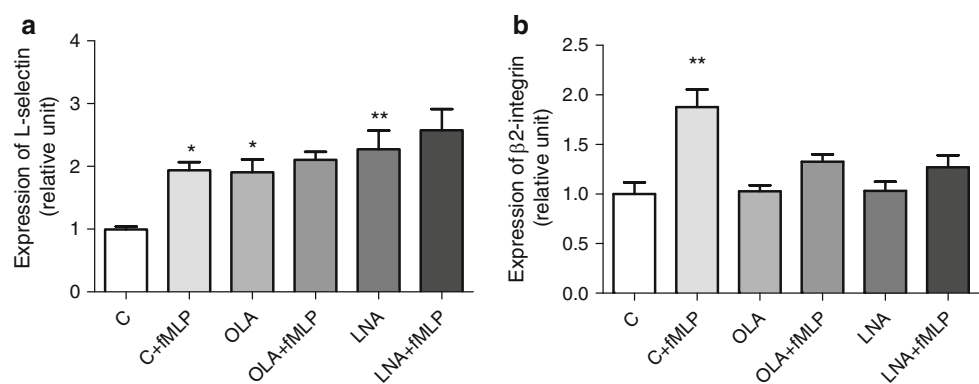 a
Expression of L-selectin
(relative unit)
4
3
2
1
0
*
*
**
C
C+fMLP
OLA
OLA+fMLP
LNA
LNA+fMLP
b
Expression of β2-integrin
(relative unit)
2.5
2.0
1.5
1.0
0.5
0.0
**
C
C+fMLP
OLA
OLA+fMLP
LNA
LNA+fMLP